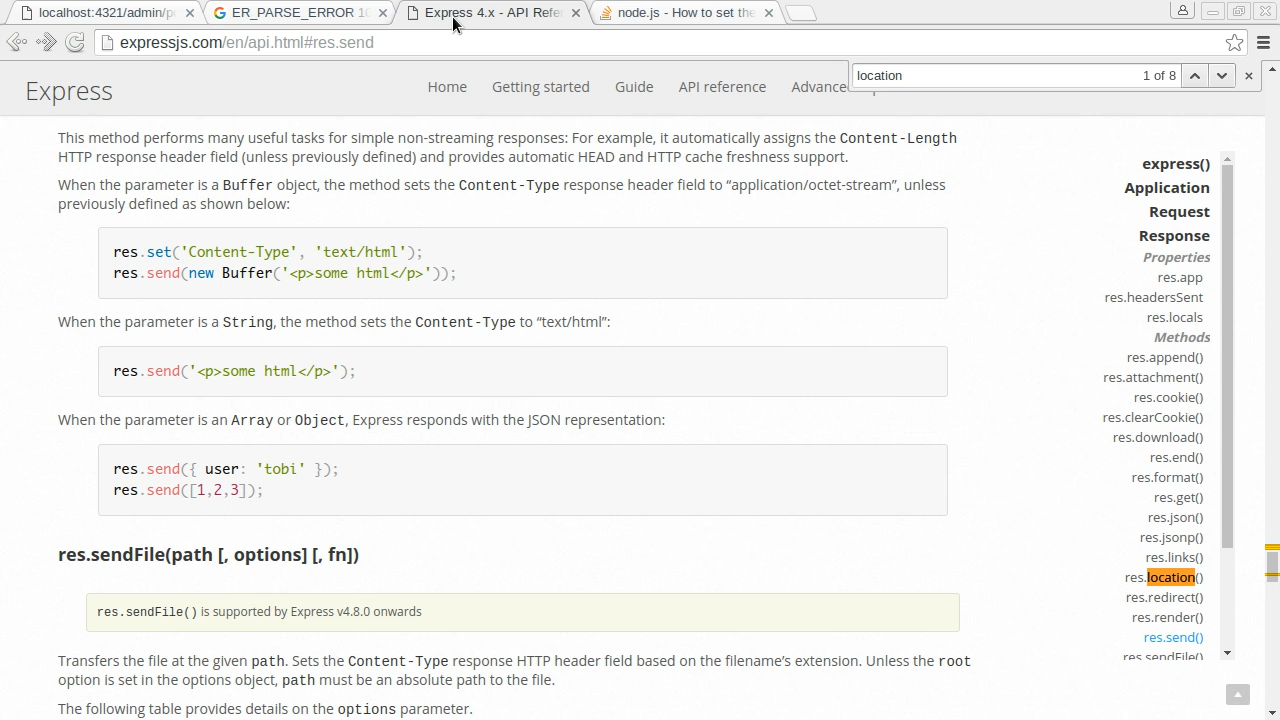 localhost:4321/admin/p
ER_PARSE_ERROR 10
Express 4.x - API Refe
node.js - How to set the
expressjs.com/en/api.html#res.send
location
1 of 8
Express
Home
Getting started
Guide
API reference
Advance
This method performs many useful tasks for simple non-streaming responses: For example, it automatically assigns the Content-Length
HTTP response header field (unless previously defined) and provides automatic HEAD and HTTP cache freshness support.
When the parameter is a Buffer object, the method sets the Content-Type response header field to “application/octet-stream”, unless
previously defined as shown below:
res.set('Content-Type', 'text/html');
res.send(new Buffer('<p>some html</p>'));
When the parameter is a String, the method sets the Content-Type to “text/html”:
res.send('<p>some html</p>');
When the parameter is an Array or Object, Express responds with the JSON representation:
res.send({ user: 'tobi' });
res.send([1,2,3]);
res.sendFile(path [, options] [, fn])
res.sendFile() is supported by Express v4.8.0 onwards
Transfers the file at the given path. Sets the Content-Type response HTTP header field based on the filename’s extension. Unless the root
option is set in the options object, path must be an absolute path to the file.
The following table provides details on the options parameter.
express()
Application
Request
Response
Properties
res.app
res.headersSent
res.locals
Methods
res.append()
res.attachment()
res.cookie()
res.clearCookie()
res.download()
res.end()
res.format()
res.get()
res.json()
res.jsonp()
res.links()
res.location()
res.redirect()
res.render()
res.send()
res.sendFile()